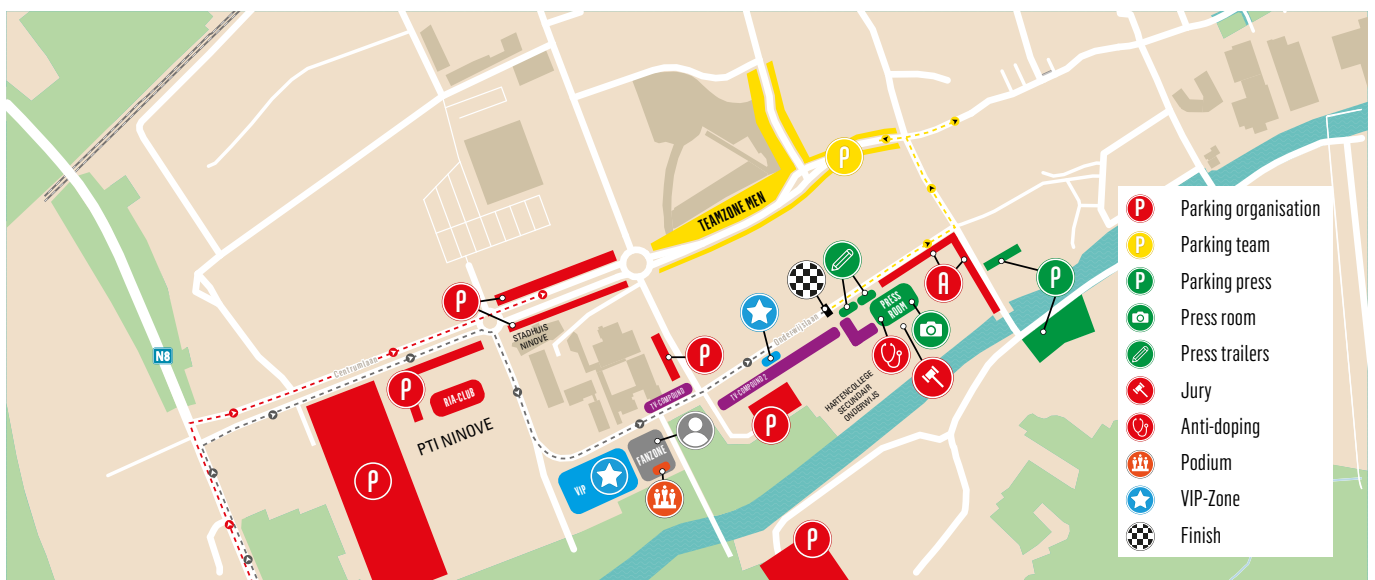 TEAMZONE MEN
P
P
STADHUIS
NINOVE
Centrumlaan
N8
P
RIA-CLUB
PTI NINOVE
P
P
TV-COMPOUND
TV-COMPOUND 2
Onderwijslaan
PRESS
ROOM
A
P
P
HARTENCOLLEGE
SECUNDAIR
ONDERWIJS
VIP
FANZONE
P
P Parking organisation
P Parking team
P Parking press
Press room
Press trailers
Jury
Anti-doping
Podium
VIP-Zone
Finish